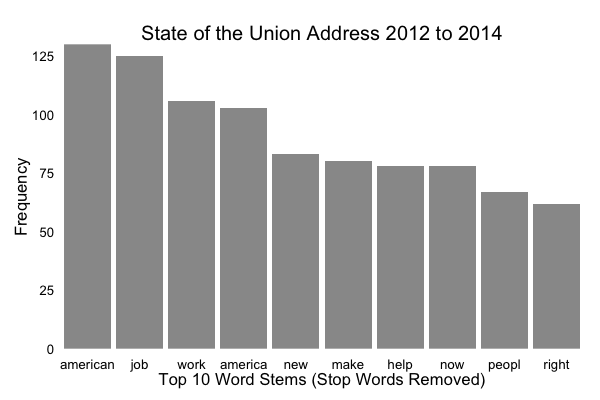 State of the Union Address 2012 to 2014
Frequency
125
100
75
50
25
0
american job work america new make help now peopl right
Top 10 Word Stems (Stop Words Removed)